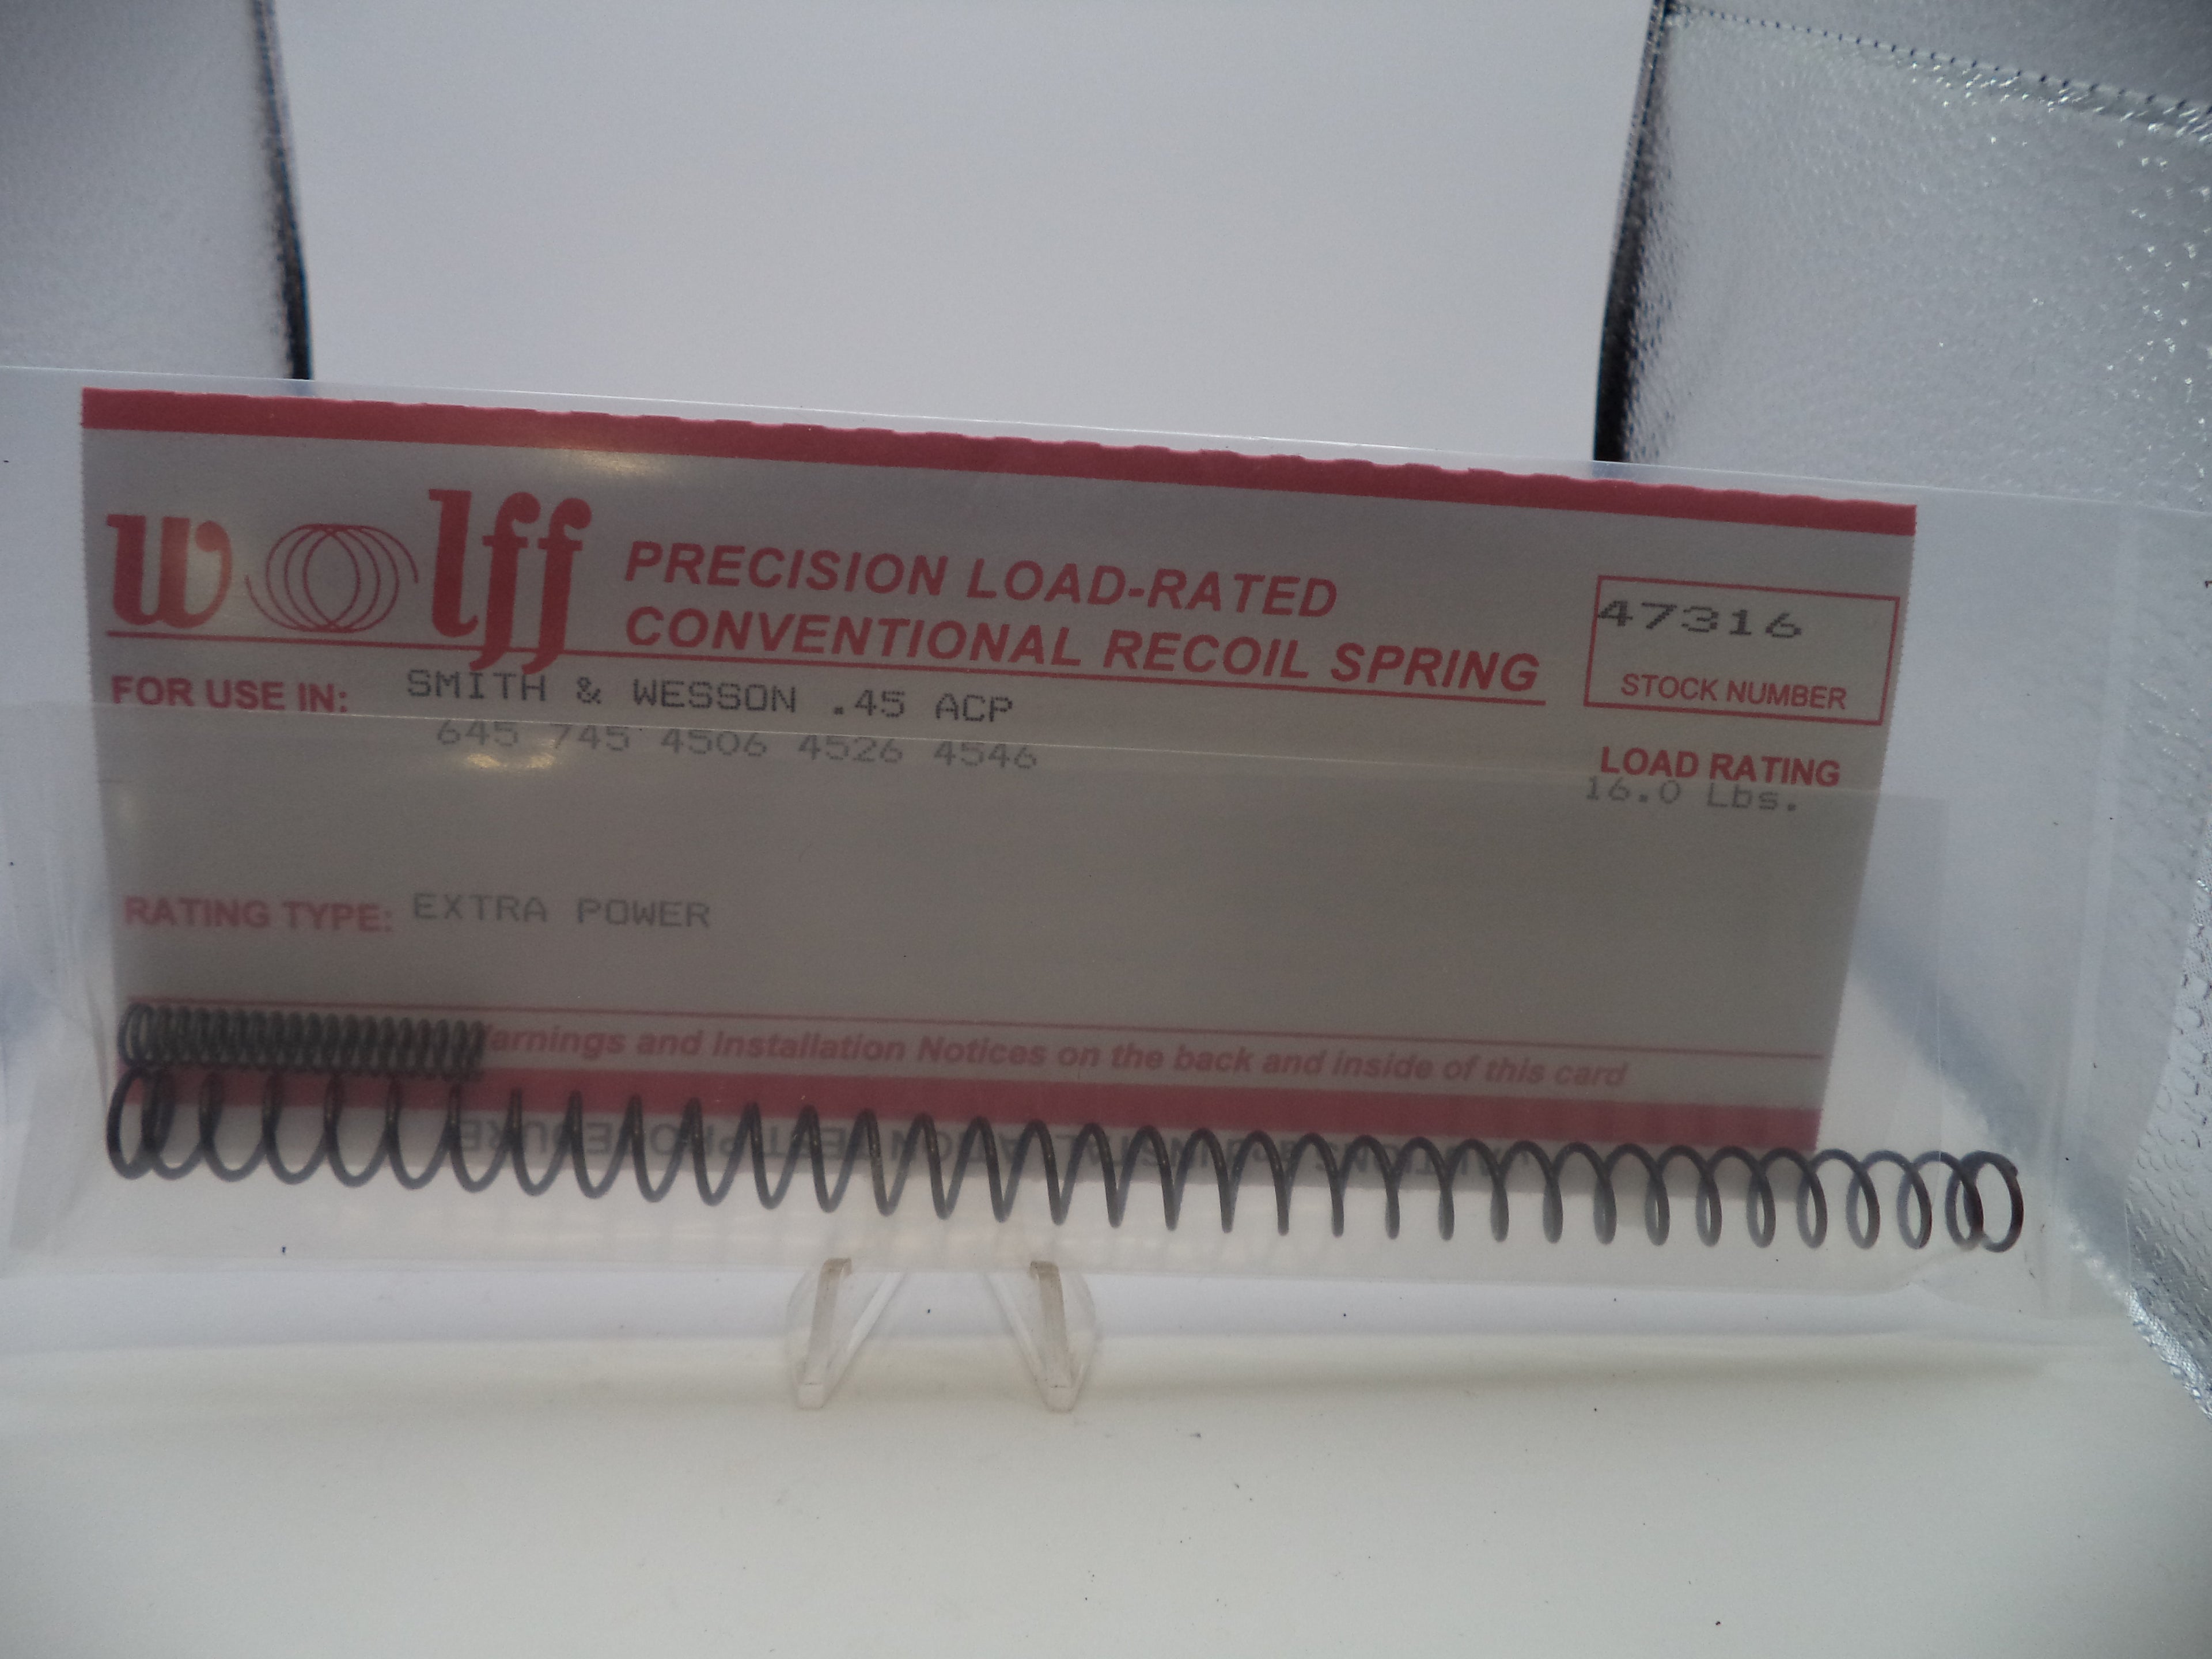 wolff
PRECISION LOAD-RATED
CONVENTIONAL RECOIL SPRING
47316
STOCK NUMBER
FOR USE IN: SMITH & WESSON .45 ACP
645 745 4506 4526 4546
LOAD RATING
16.0 Lbs.
RATING TYPE: EXTRA POWER
Warnings and Installation Notices on the back and inside of this card